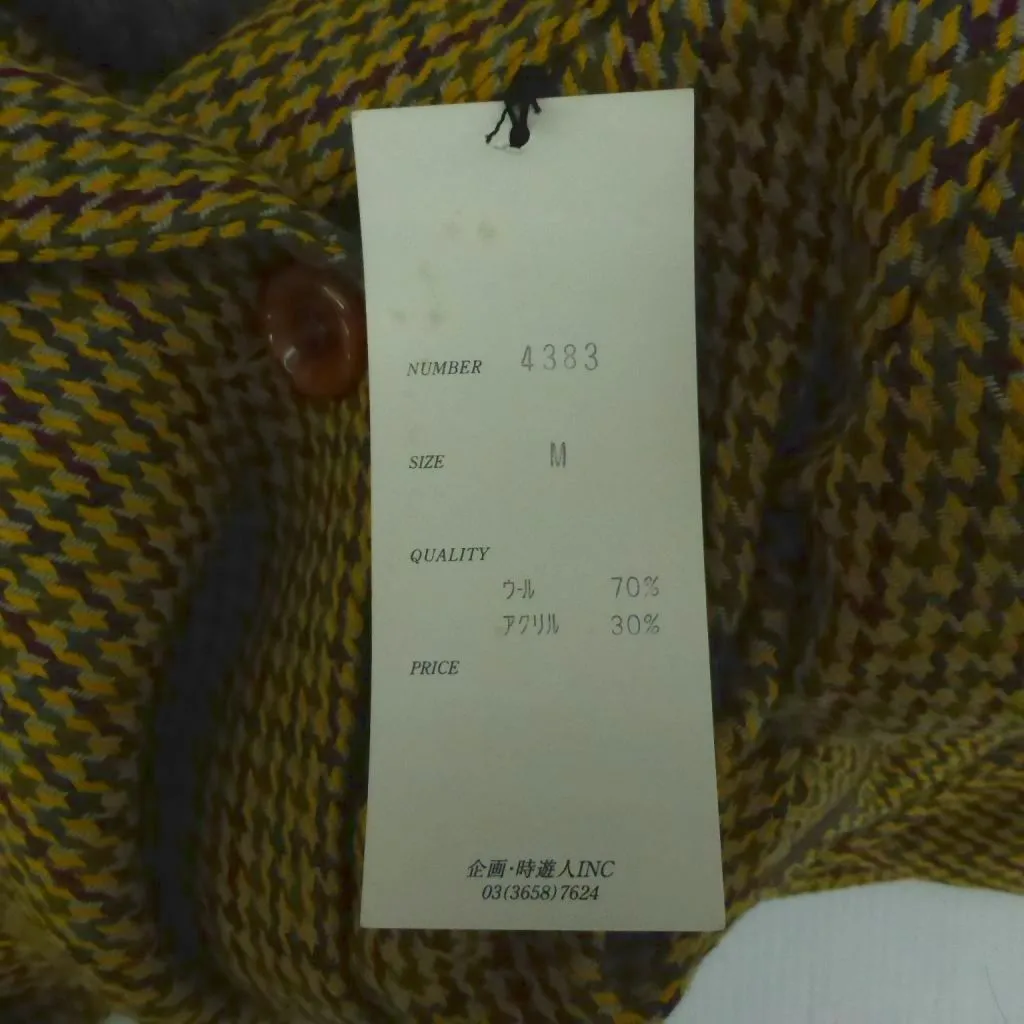 NUMBER 4383
SIZE M
QUALITY
ウール 70%
アクリル 30%
PRICE
企画・時遊人INC
03(3658)7624